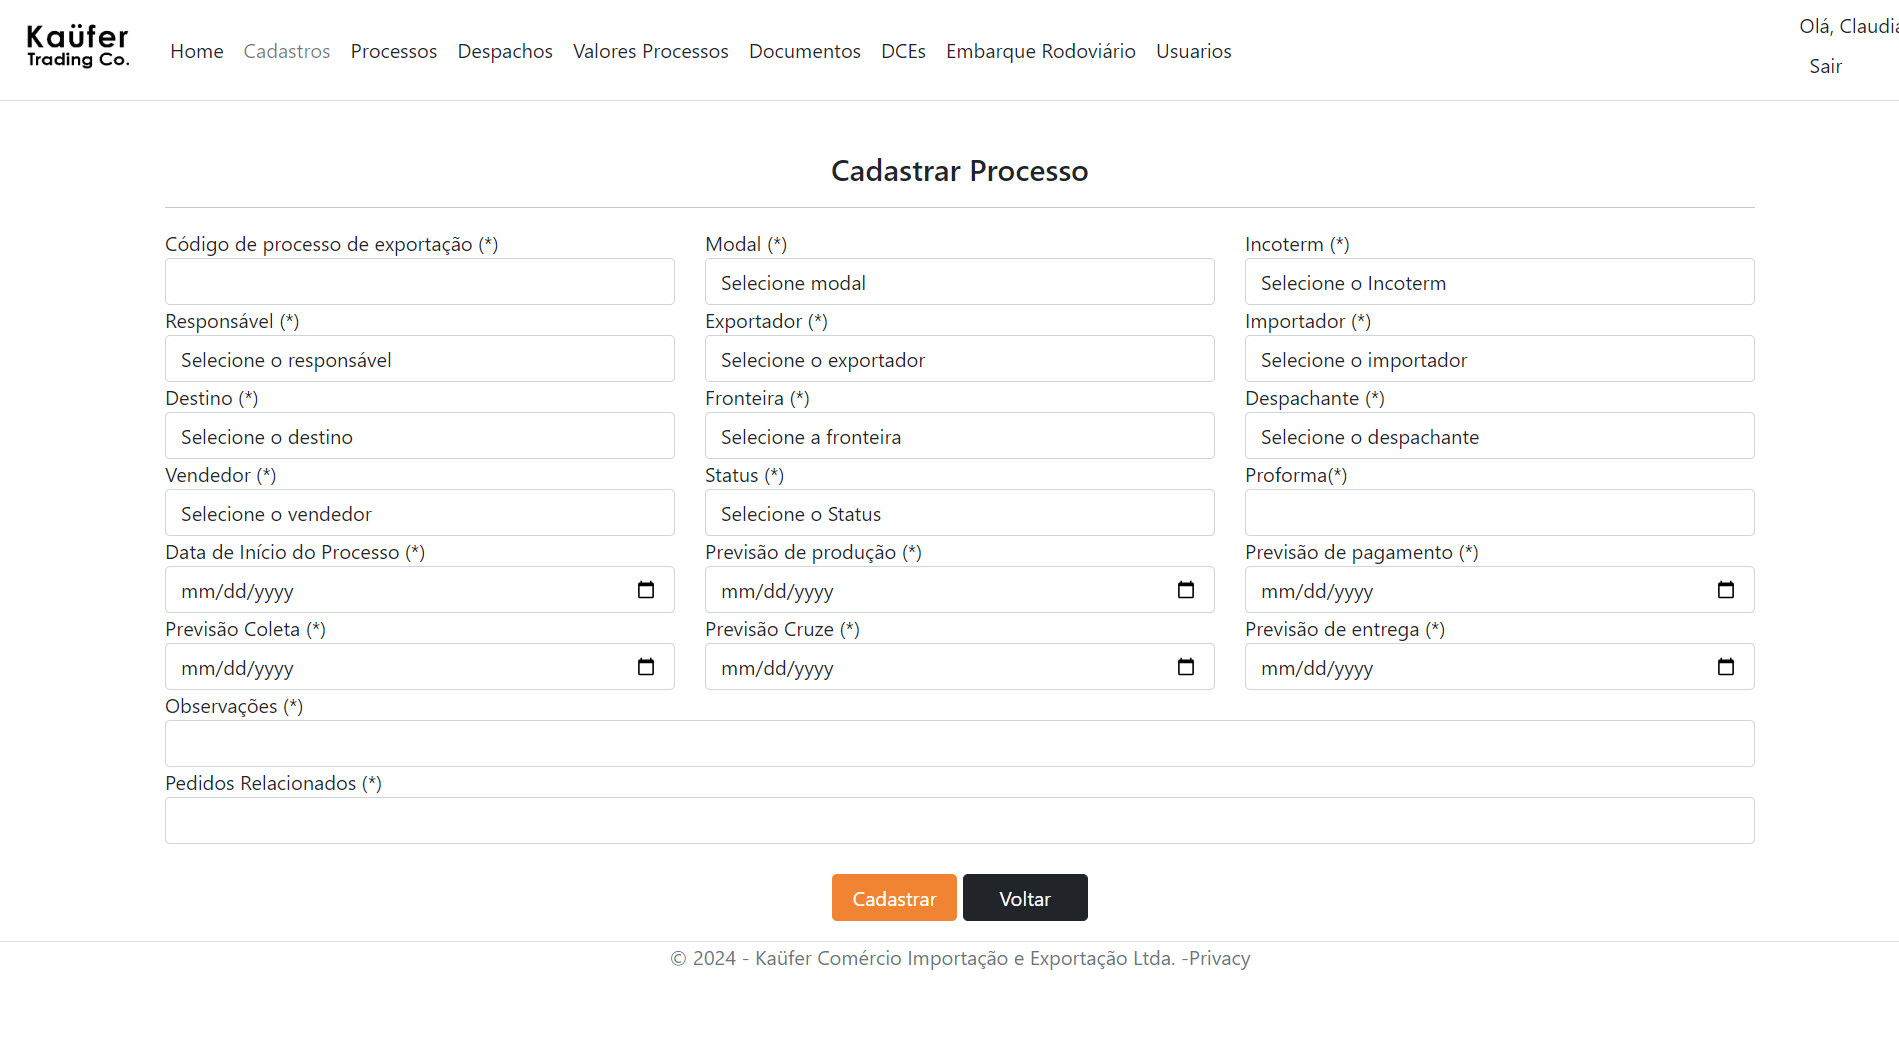 Kaüfer
Trading Co.
Home Cadastros Processos Despachos Valores Processos Documentos DCEs Embarque Rodoviário Usuarios
Olá, Claudia
Sair
Cadastrar Processo
Código de processo de exportação (*) Modal (*) Incoterm (*)
Selecione modal Selecione o Incoterm
Responsável (*) Exportador (*) Importador (*)
Selecione o responsável Selecione o exportador Selecione o importador
Destino (*) Fronteira (*) Despachante (*)
Selecione o destino Selecione a fronteira Selecione o despachante
Vendedor (*) Status (*) Proforma(*)
Selecione o vendedor Selecione o Status
Data de Início do Processo (*) Previsão de produção (*) Previsão de pagamento (*)
mm/dd/yyyy mm/dd/yyyy mm/dd/yyyy
Previsão Coleta (*) Previsão Cruze (*) Previsão de entrega (*)
mm/dd/yyyy mm/dd/yyyy mm/dd/yyyy
Observações (*)
Pedidos Relacionados (*)
Cadastrar Voltar
© 2024 - Kaüfer Comércio Importação e Exportação Ltda. -Privacy